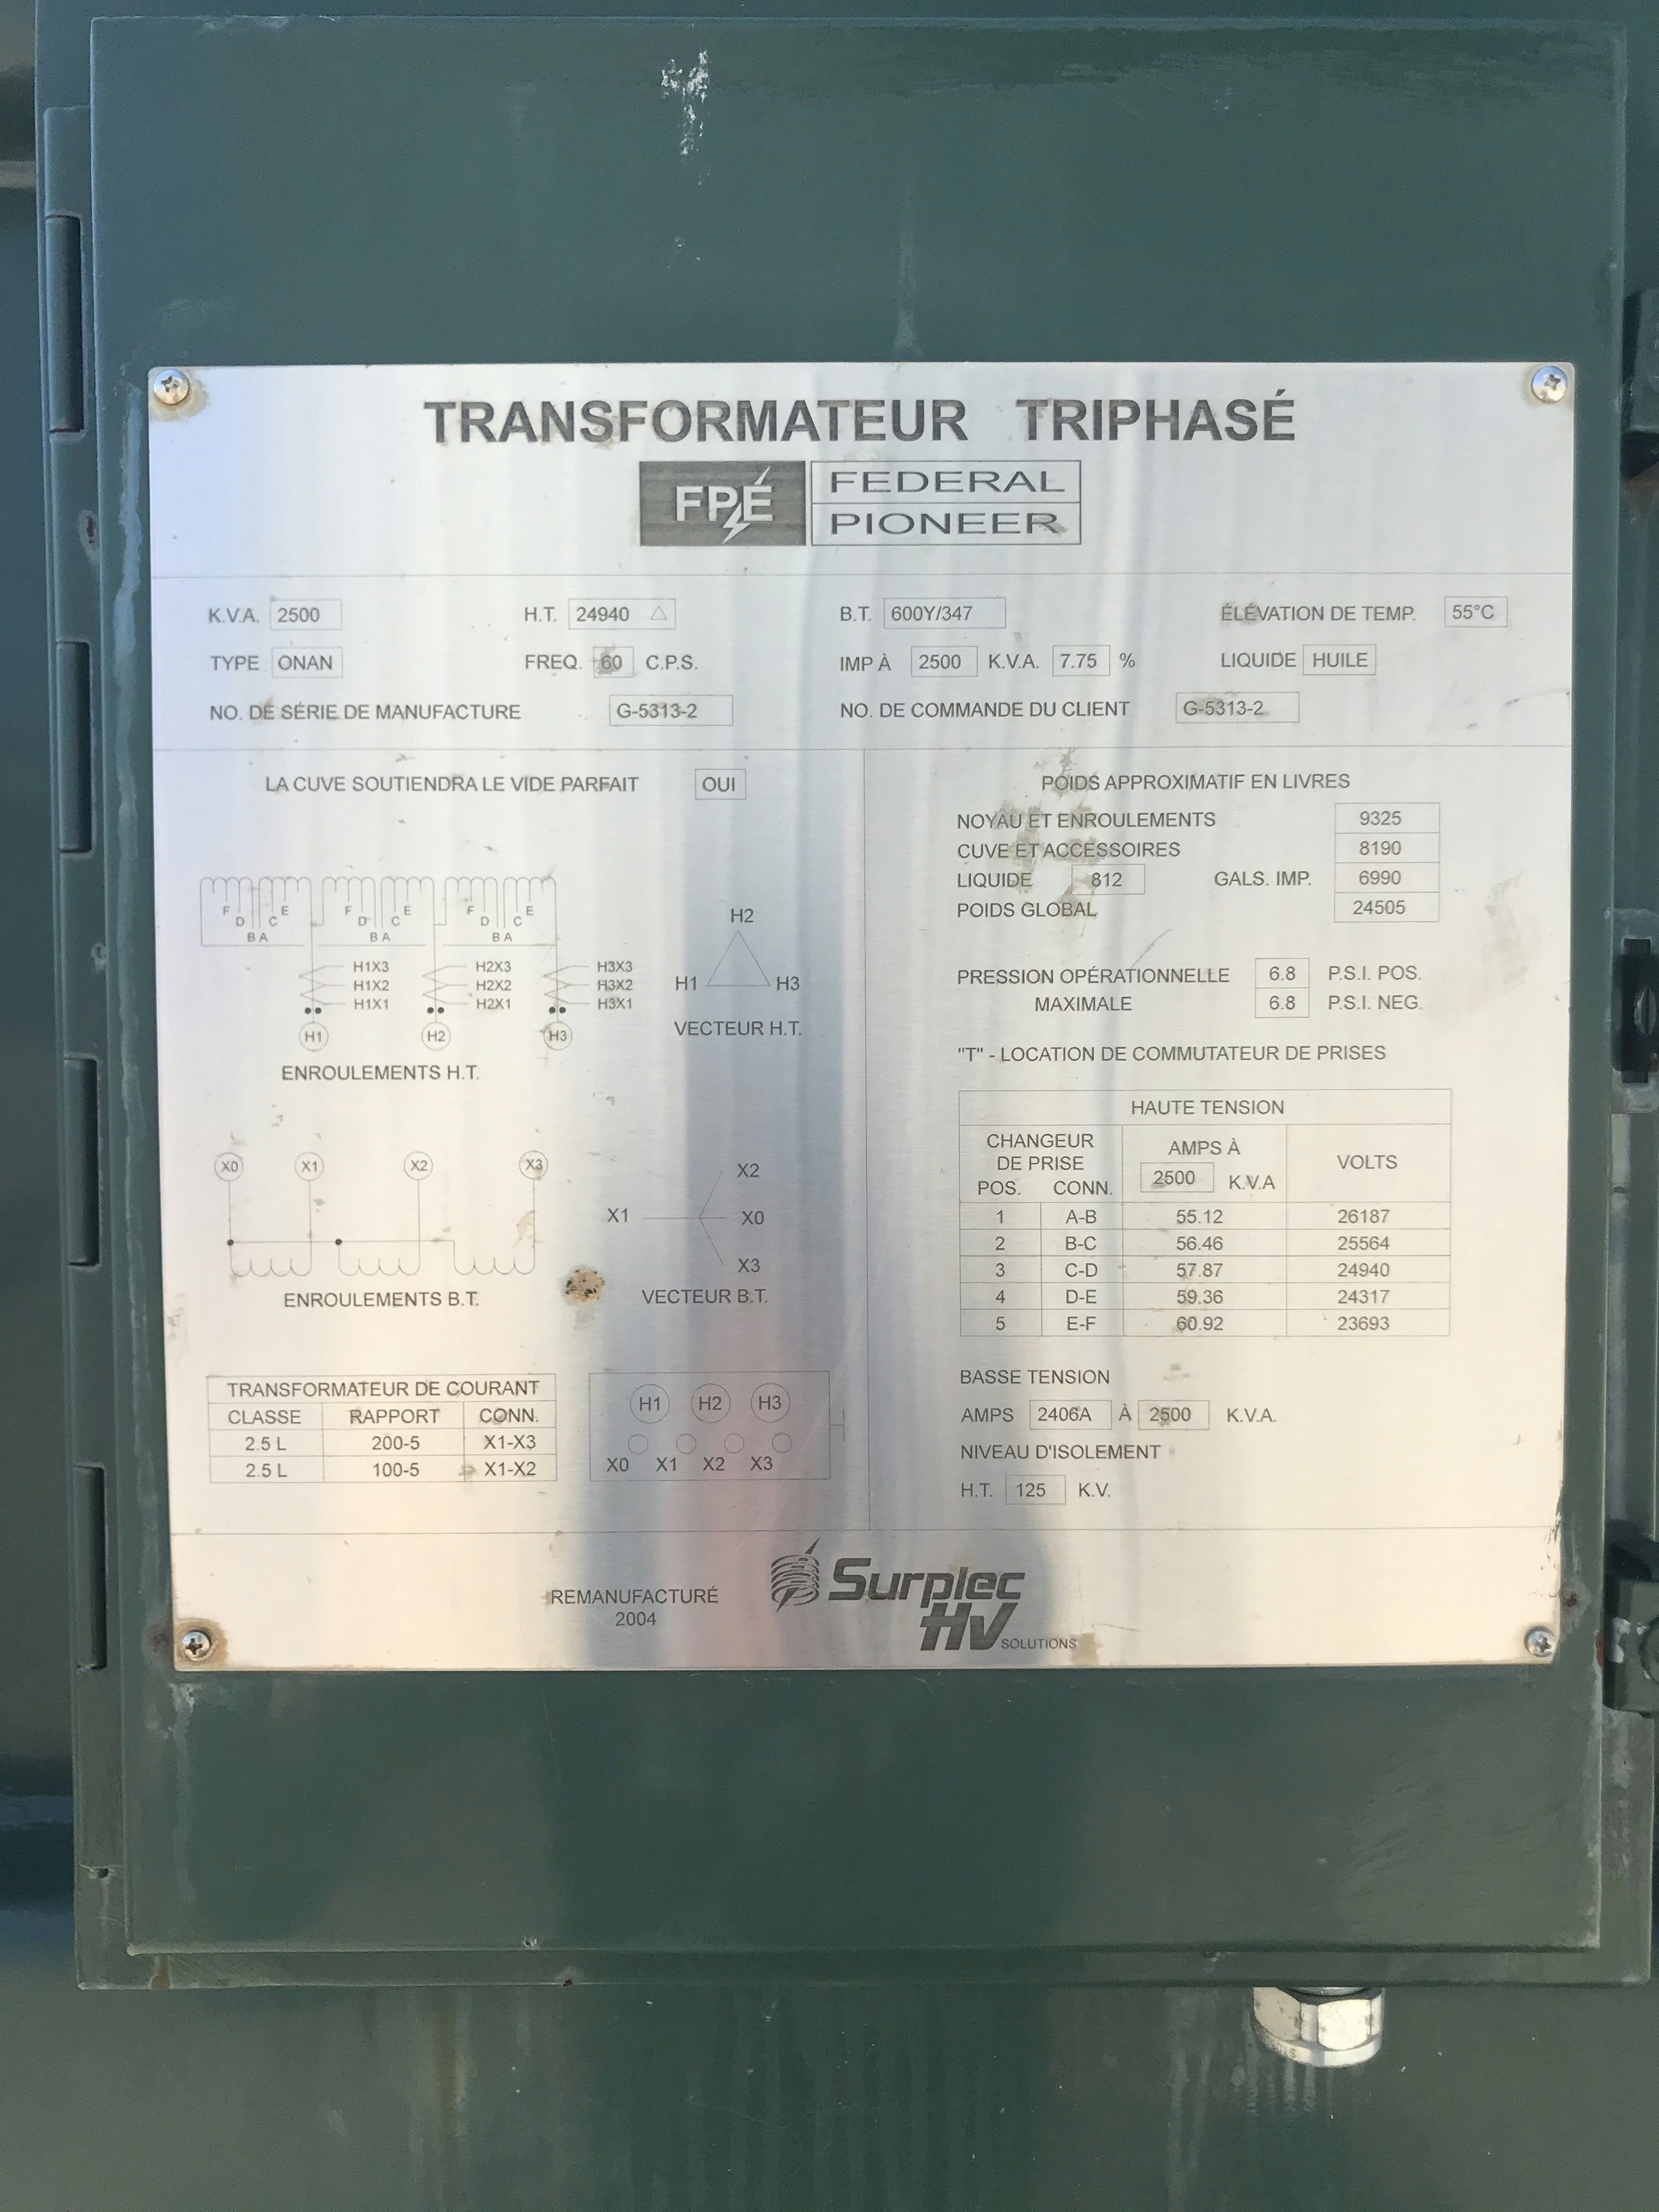 TRANSFORMATEUR TRIPHASÉ
FPÉ FEDERAL
PIONEER
K.V.A. 2500 H.T. 24940 △ B.T. 600Y/347 ÉLÉVATION DE TEMP. 55°C
TYPE ONAN FREQ. 60 C.P.S. IMP À 2500 K.V.A. 7.75 % LIQUIDE HUILE
NO. DE SÉRIE DE MANUFACTURE G-5313-2 NO. DE COMMANDE DU CLIENT G-5313-2
LA CUVE SOUTIENDRA LE VIDE PARFAIT OUI
F D C E F D C E F D C E
B A B A B A
H1X3 H2X3 H3X3
H1X2 H2X2 H3X2
H1X1 H2X1 H3X1
H1 H2 H3
ENROULEMENTS H.T.
H2
H1 H3
VECTEUR H.T.
X0 X1 X2 X3
ENROULEMENTS B.T.
X2
X1 X0
X3
VECTEUR B.T.
TRANSFORMATEUR DE COURANT
CLASSE RAPPORT CONN.
2.5 L 200-5 X1-X3
2.5 L 100-5 X1-X2
H1 H2 H3
X0 X1 X2 X3
POIDS APPROXIMATIF EN LIVRES
NOYAU ET ENROULEMENTS 9325
CUVE ET ACCESSOIRES 8190
LIQUIDE 812 GALS. IMP. 6990
POIDS GLOBAL 24505
PRESSION OPÉRATIONNELLE 6.8 P.S.I. POS.
MAXIMALE 6.8 P.S.I. NEG.
"T" - LOCATION DE COMMUTATEUR DE PRISES
HAUTE TENSION
CHANGEUR
DE PRISE
POS. CONN.
AMPS À
2500 K.V.A
VOLTS
1 A-B 55.12 26187
2 B-C 56.46 25564
3 C-D 57.87 24940
4 D-E 59.36 24317
5 E-F 60.92 23693
BASSE TENSION
AMPS 2406A À 2500 K.V.A.
NIVEAU D'ISOLEMENT
H.T. 125 K.V.
REMANUFACTURÉ
2004
Surplec
HV SOLUTIONS